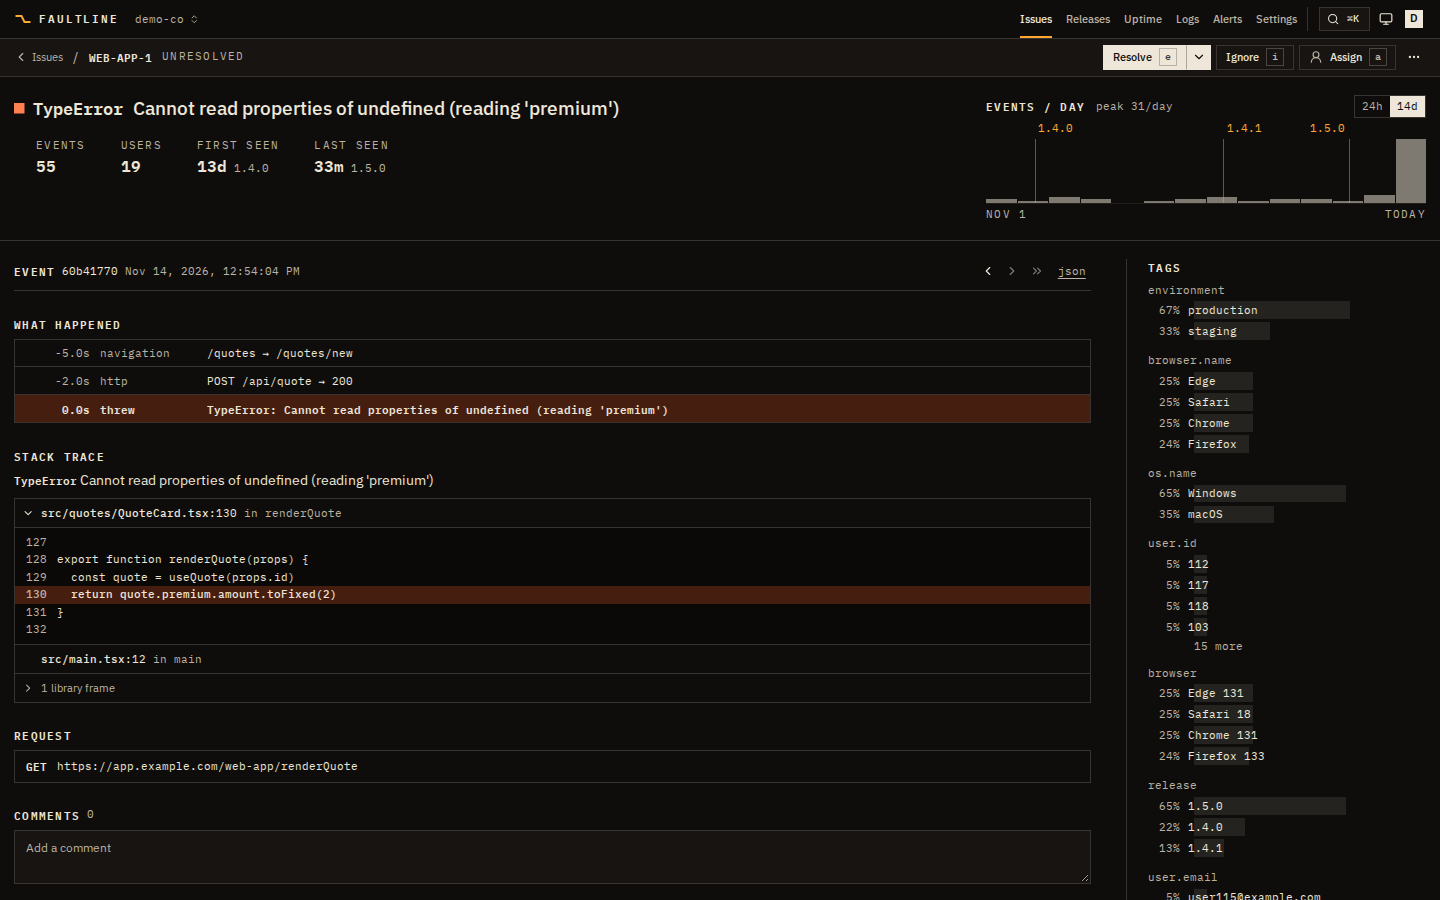 FAULTLINE demo-co Issues Releases Uptime Logs Alerts Settings ⌘K D
Issues / WEB-APP-1 UNRESOLVED Resolve e Ignore i Assign a ···
TypeError Cannot read properties of undefined (reading 'premium')
EVENTS USERS FIRST SEEN LAST SEEN
55 19 13d 1.4.0 33m 1.5.0
EVENTS / DAY peak 31/day 24h 14d
1.4.0 1.4.1 1.5.0
NOV 1 TODAY
EVENT 60b41770 Nov 14, 2026, 12:54:04 PM json
WHAT HAPPENED
-5.0s navigation /quotes → /quotes/new
-2.0s http POST /api/quote → 200
0.0s threw TypeError: Cannot read properties of undefined (reading 'premium')
STACK TRACE
TypeError Cannot read properties of undefined (reading 'premium')
src/quotes/QuoteCard.tsx:130 in renderQuote
127
128 export function renderQuote(props) {
129 const quote = useQuote(props.id)
130 return quote.premium.amount.toFixed(2)
131 }
132
src/main.tsx:12 in main
1 library frame
REQUEST
GET https://app.example.com/web-app/renderQuote
COMMENTS 0
Add a comment
TAGS
environment
67% production
33% staging
browser.name
25% Edge
25% Safari
25% Chrome
24% Firefox
os.name
65% Windows
35% macOS
user.id
5% 112
5% 117
5% 118
5% 103
15 more
browser
25% Edge 131
25% Safari 18
25% Chrome 131
24% Firefox 133
release
65% 1.5.0
22% 1.4.0
13% 1.4.1
user.email
5% user115@example.com